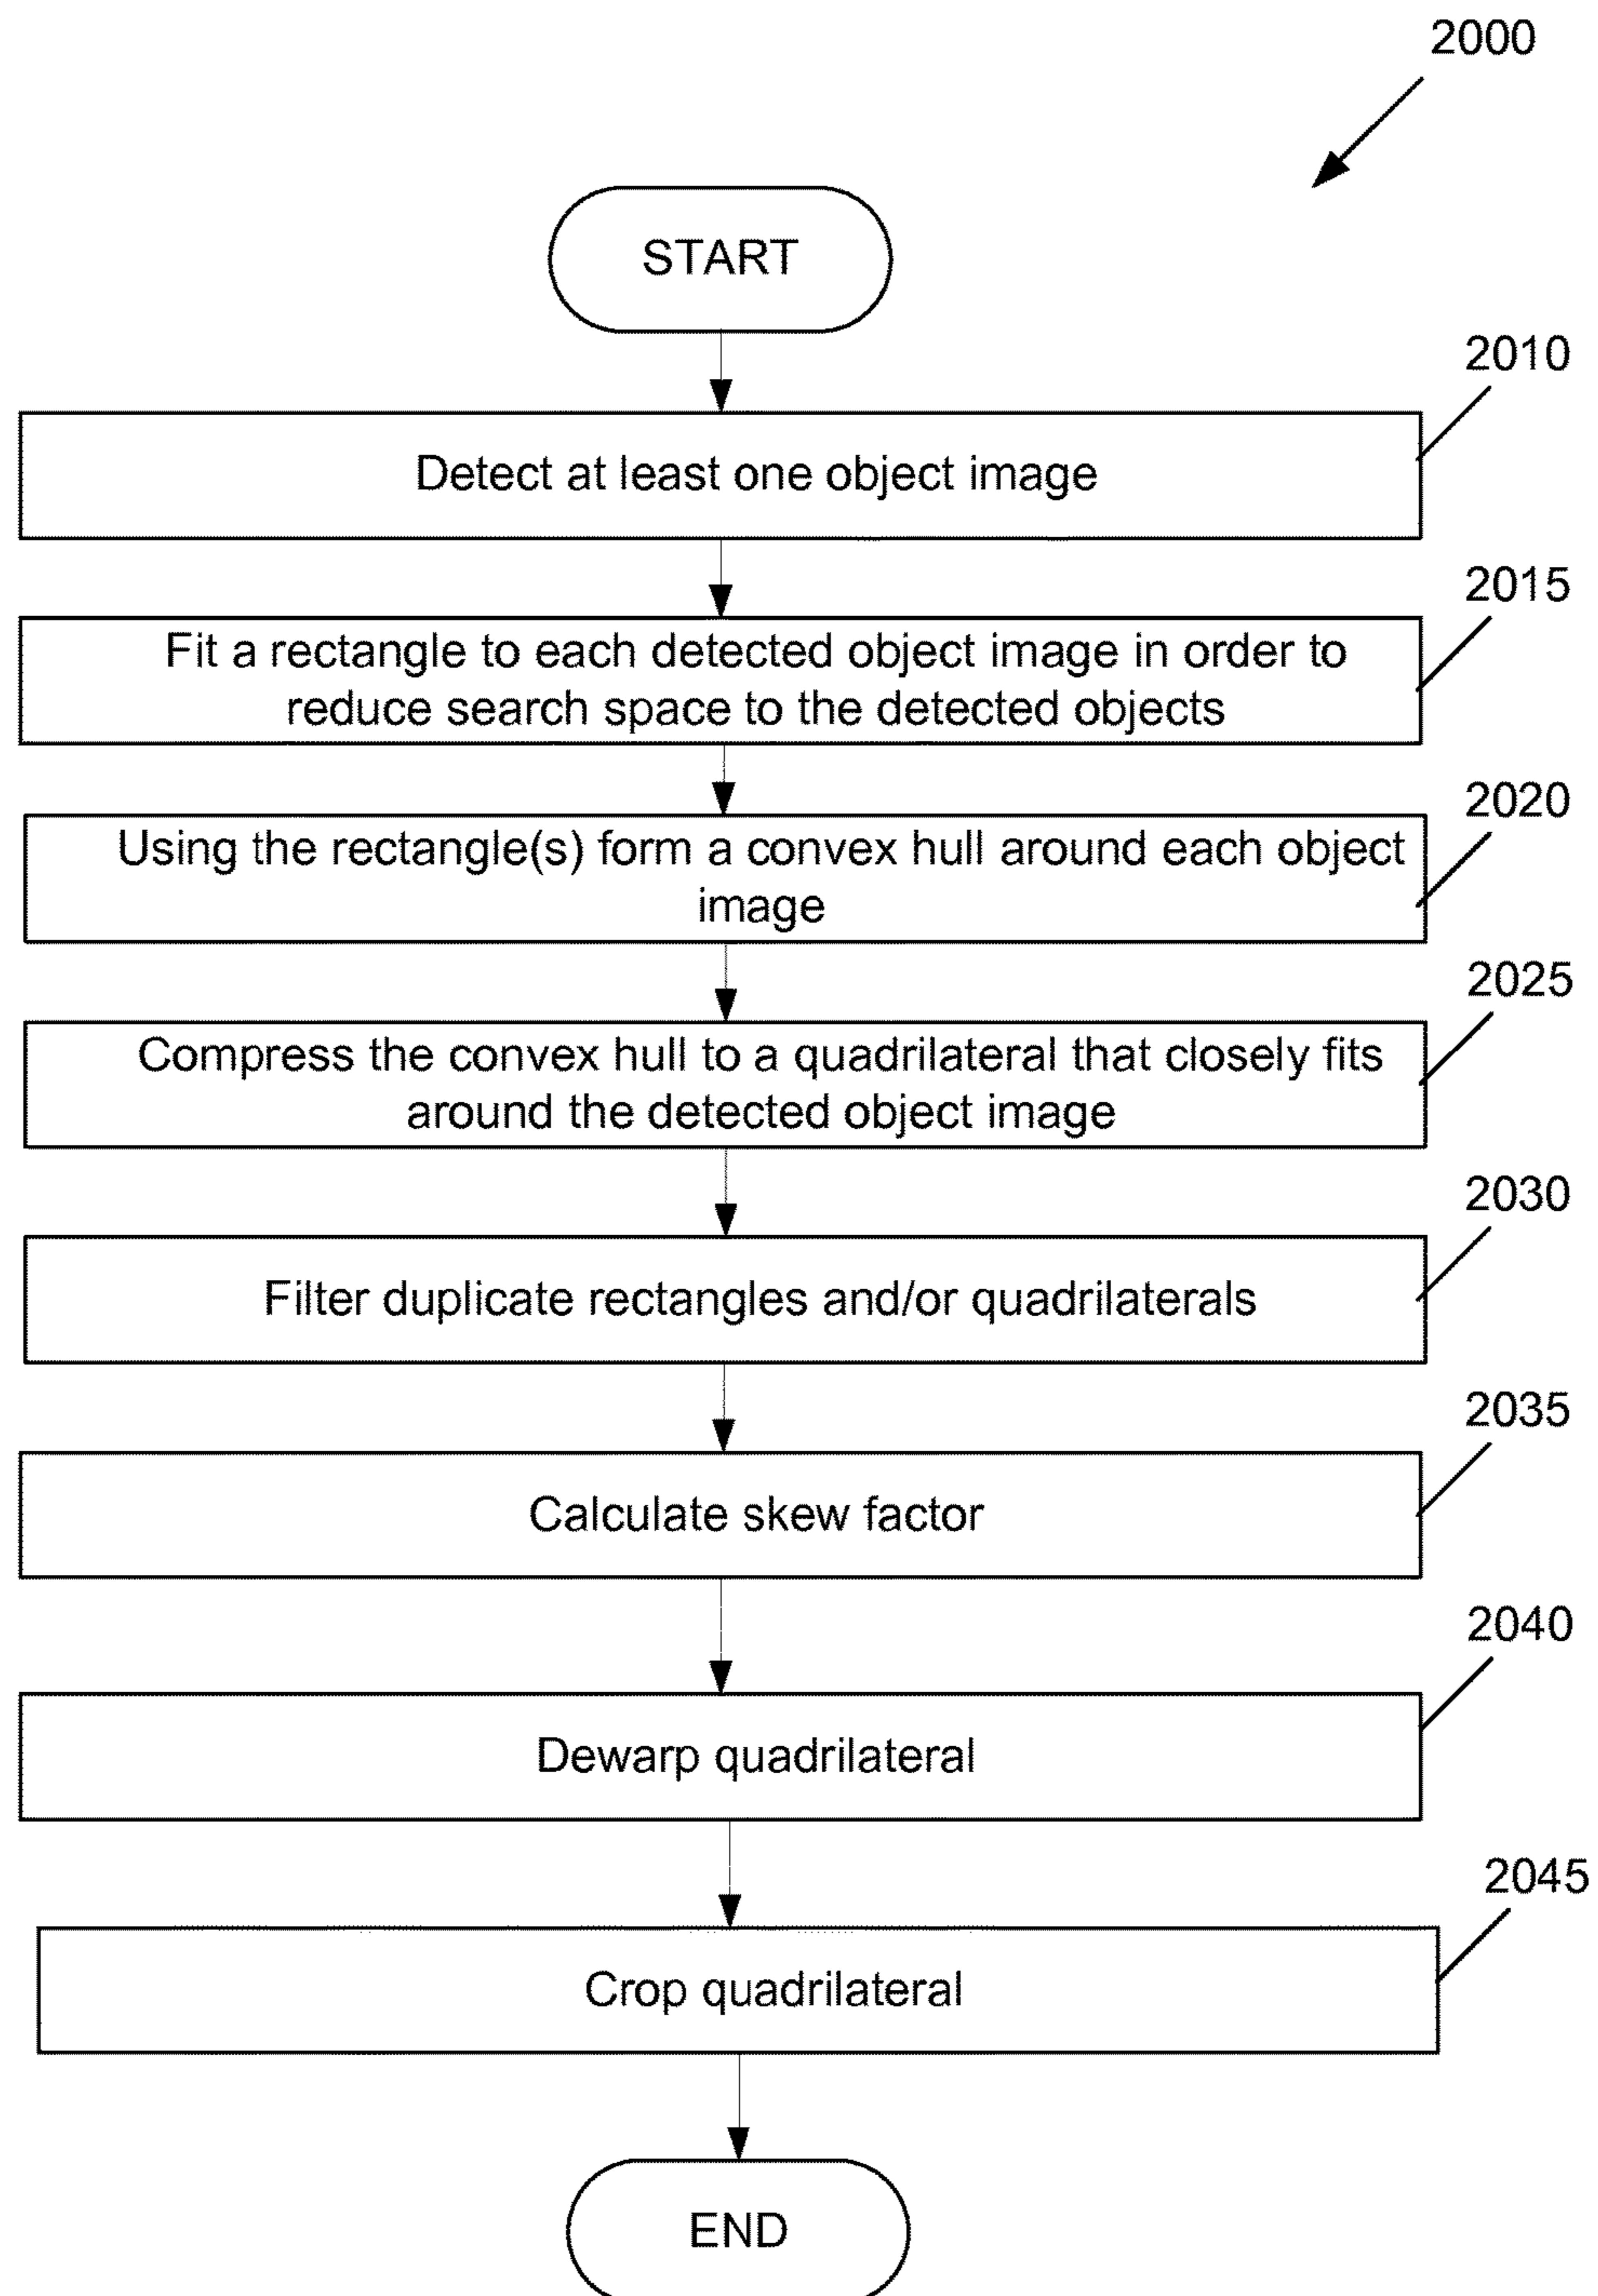 2000
START
2010
Detect at least one object image
2015
Fit a rectangle to each detected object image in order to
reduce search space to the detected objects
2020
Using the rectangle(s) form a convex hull around each object
image
2025
Compress the convex hull to a quadrilateral that closely fits
around the detected object image
2030
Filter duplicate rectangles and/or quadrilaterals
2035
Calculate skew factor
2040
Dewarp quadrilateral
2045
Crop quadrilateral
END